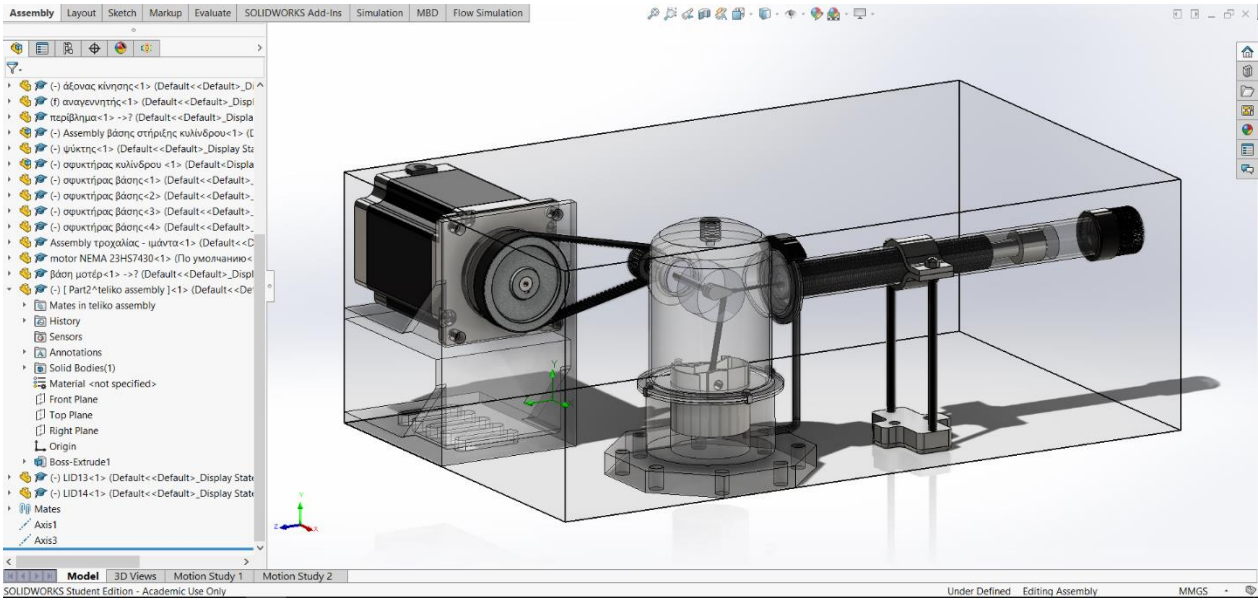 Assembly Layout Sketch Markup Evaluate SOLIDWORKS Add-Ins Simulation MBD Flow Simulation
(-) άξονας κίνησης<1> (Default<<Default>_Di
(f) αναγεννητής<1> (Default<<Default>_Displ
περίβλημα<1> ->? (Default<<Default>_Displa
(-) Assembly βάσης στήριξης κυλίνδρου<1> (D
(-) ψύκτης<1> (Default<<Default>_Display Sta
(-) σφυκτήρας κυλίνδρου <1> (Default<Displa
(-) σφυκτήρας βάσης<1> (Default<<Default>_
(-) σφυκτήρας βάσης<2> (Default<<Default>_
(-) σφυκτήρας βάσης<3> (Default<<Default>_
(-) σφυκτήρας βάσης<4> (Default<<Default>_
Assembly τροχαλίας - ιμάντα<1> (Default<<D
motor NEMA 23HS7430<1> (По умолчанию<
βάση μοτέρ<1> ->? (Default<<Default>_Displ
(-) [ Part2^teliko assembly ]<1> (Default<<De
Mates in teliko assembly
History
Sensors
Annotations
Solid Bodies(1)
Material <not specified>
Front Plane
Top Plane
Right Plane
Origin
Boss-Extrude1
(-) LID13<1> (Default<<Default>_Display State
(-) LID14<1> (Default<<Default>_Display State
Mates
Axis1
Axis3
Y
Y
Z
X
Model 3D Views Motion Study 1 Motion Study 2
SOLIDWORKS Student Edition - Academic Use Only Under Defined Editing Assembly MMGS